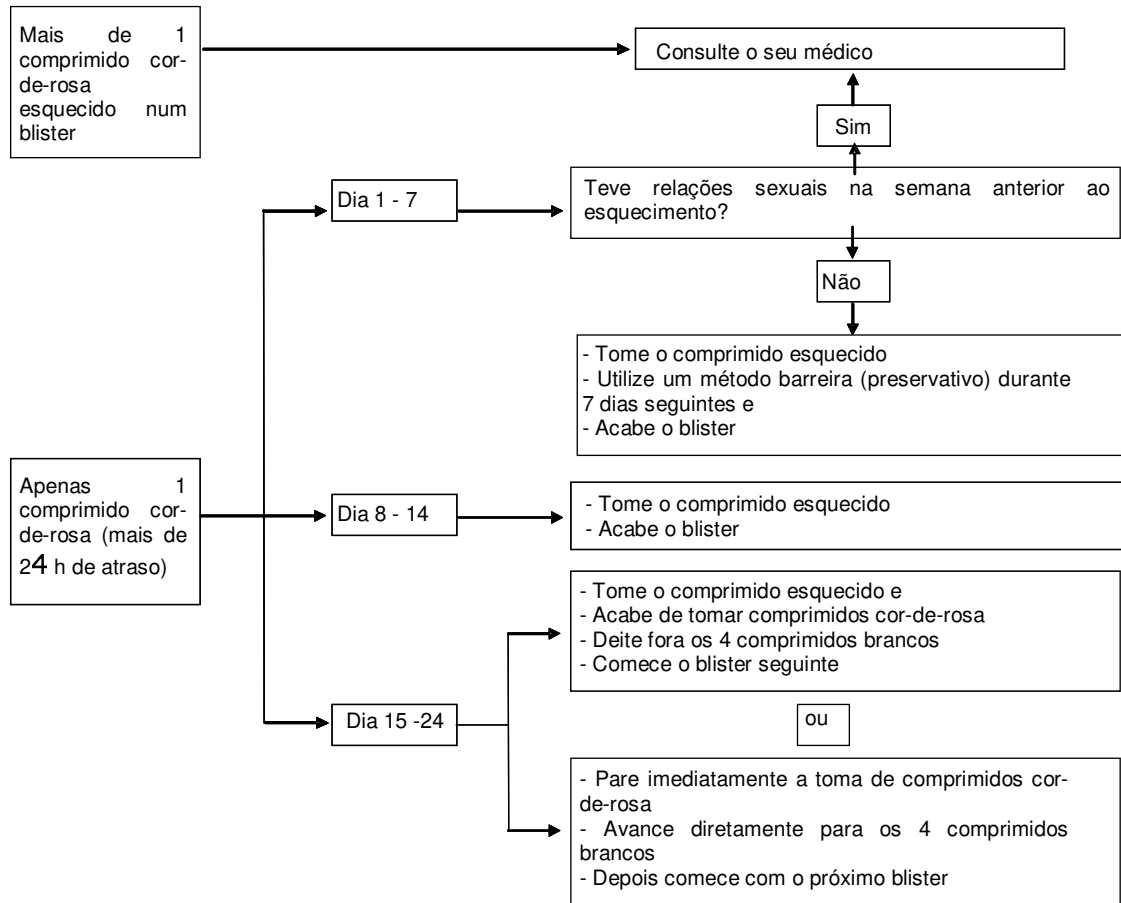 Mais de 1
comprimido cor-
de-rosa
esquecido num
blister
Consulte o seu médico
Sim
Dia 1 - 7
Teve relações sexuais na semana anterior ao
esquecimento?
Não
- Tome o comprimido esquecido
- Utilize um método barreira (preservativo) durante
7 dias seguintes e
- Acabe o blister
Apenas 1
comprimido cor-
de-rosa (mais de
24 h de atraso)
Dia 8 - 14
- Tome o comprimido esquecido
- Acabe o blister
- Tome o comprimido esquecido e
- Acabe de tomar comprimidos cor-de-rosa
- Deite fora os 4 comprimidos brancos
- Comece o blister seguinte
Dia 15 -24
ou
- Pare imediatamente a toma de comprimidos cor-
de-rosa
- Avance diretamente para os 4 comprimidos
brancos
- Depois comece com o próximo blister